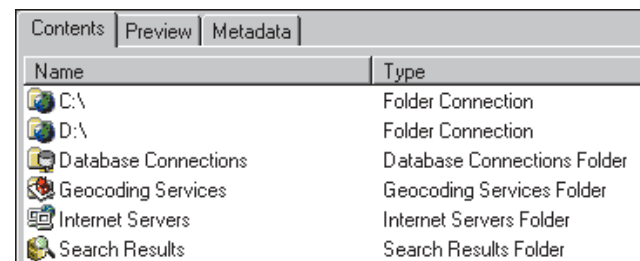 Contents Preview Metadata
Name Type
C:\ Folder Connection
D:\ Folder Connection
Database Connections Database Connections Folder
Geocoding Services Geocoding Services Folder
Internet Servers Internet Servers Folder
Search Results Search Results Folder